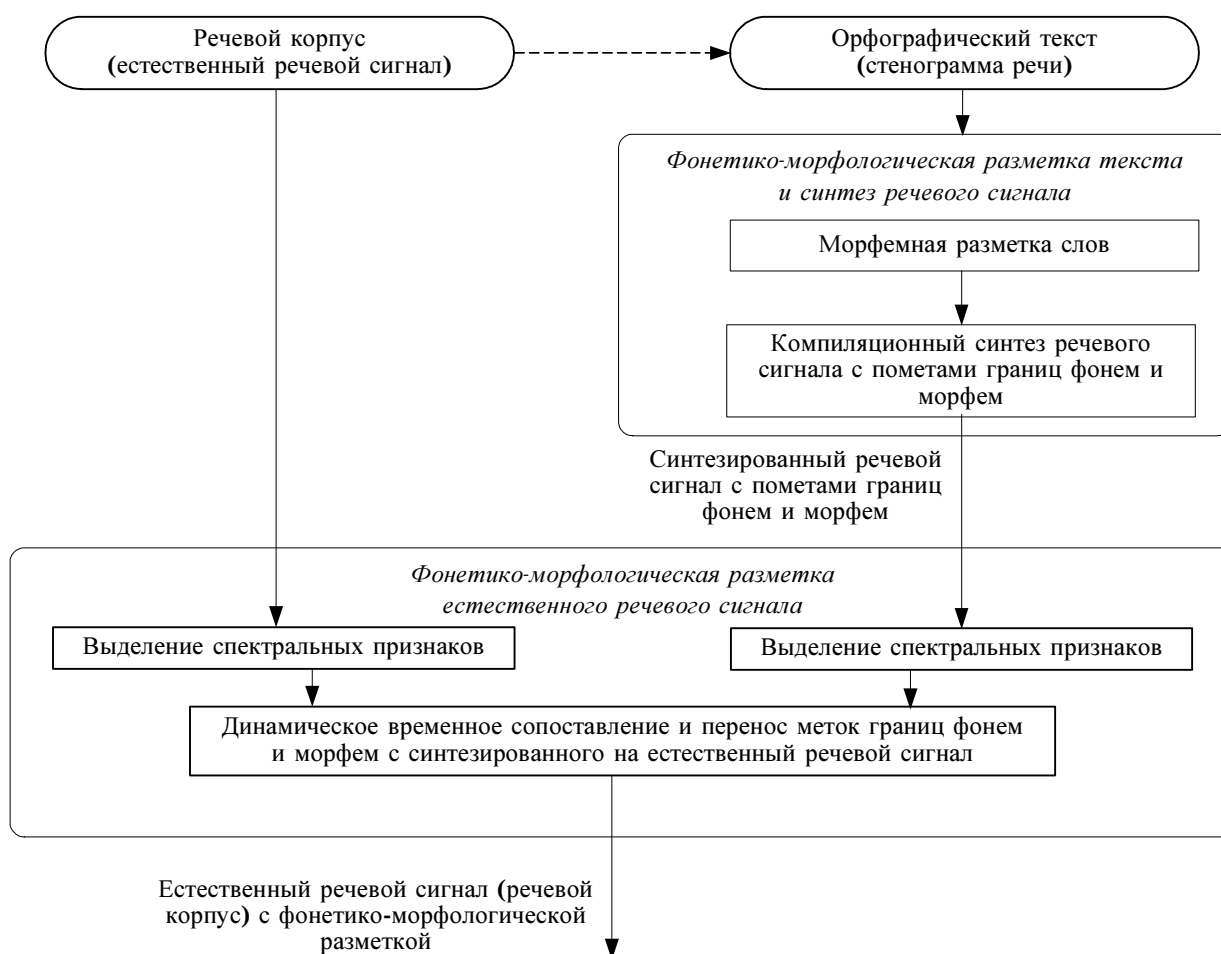 Речевой корпус
(естественный речевой сигнал)
Орфографический текст
(стенограмма речи)
Фонетико-морфологическая разметка текста
и синтез речевого сигнала
Морфемная разметка слов
Компиляционный синтез речевого
сигнала с пометами границ фонем и
морфем
Синтезированный речевой
сигнал с пометами границ
фонем и морфем
Фонетико-морфологическая разметка
естественного речевого сигнала
Выделение спектральных признаков
Выделение спектральных признаков
Динамическое временное сопоставление и перенос меток границ фонем
и морфем с синтезированного на естественный речевой сигнал
Естественный речевой сигнал (речевой
корпус) с фонетико-морфологической
разметкой